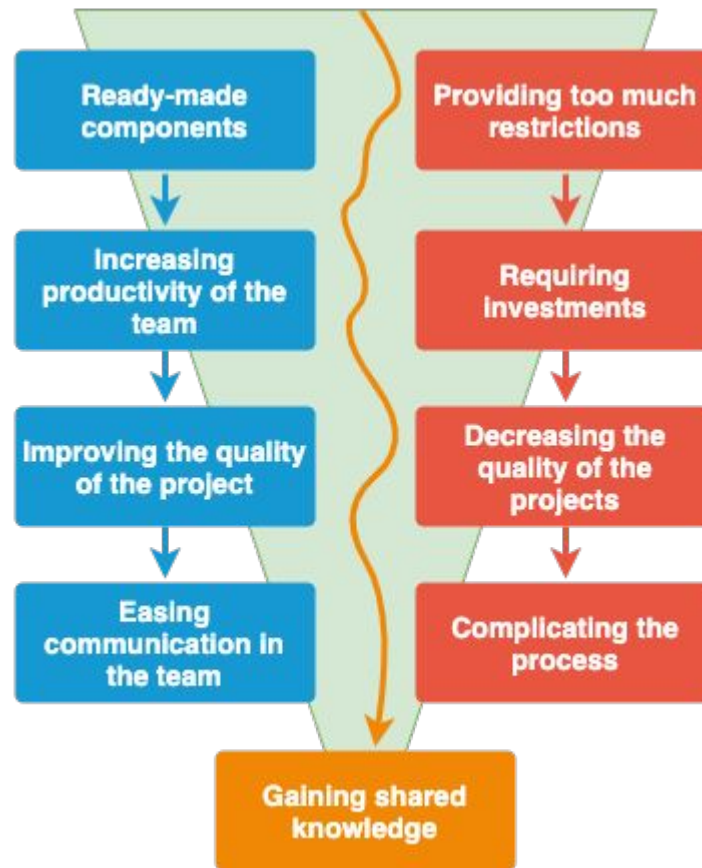 Ready-made
components
Increasing
productivity of the
team
Improving the quality
of the project
Easing
communication in
the team
Providing too much
restrictions
Requiring
investments
Decreasing the
quality of the
projects
Complicating the
process
Gaining shared
knowledge